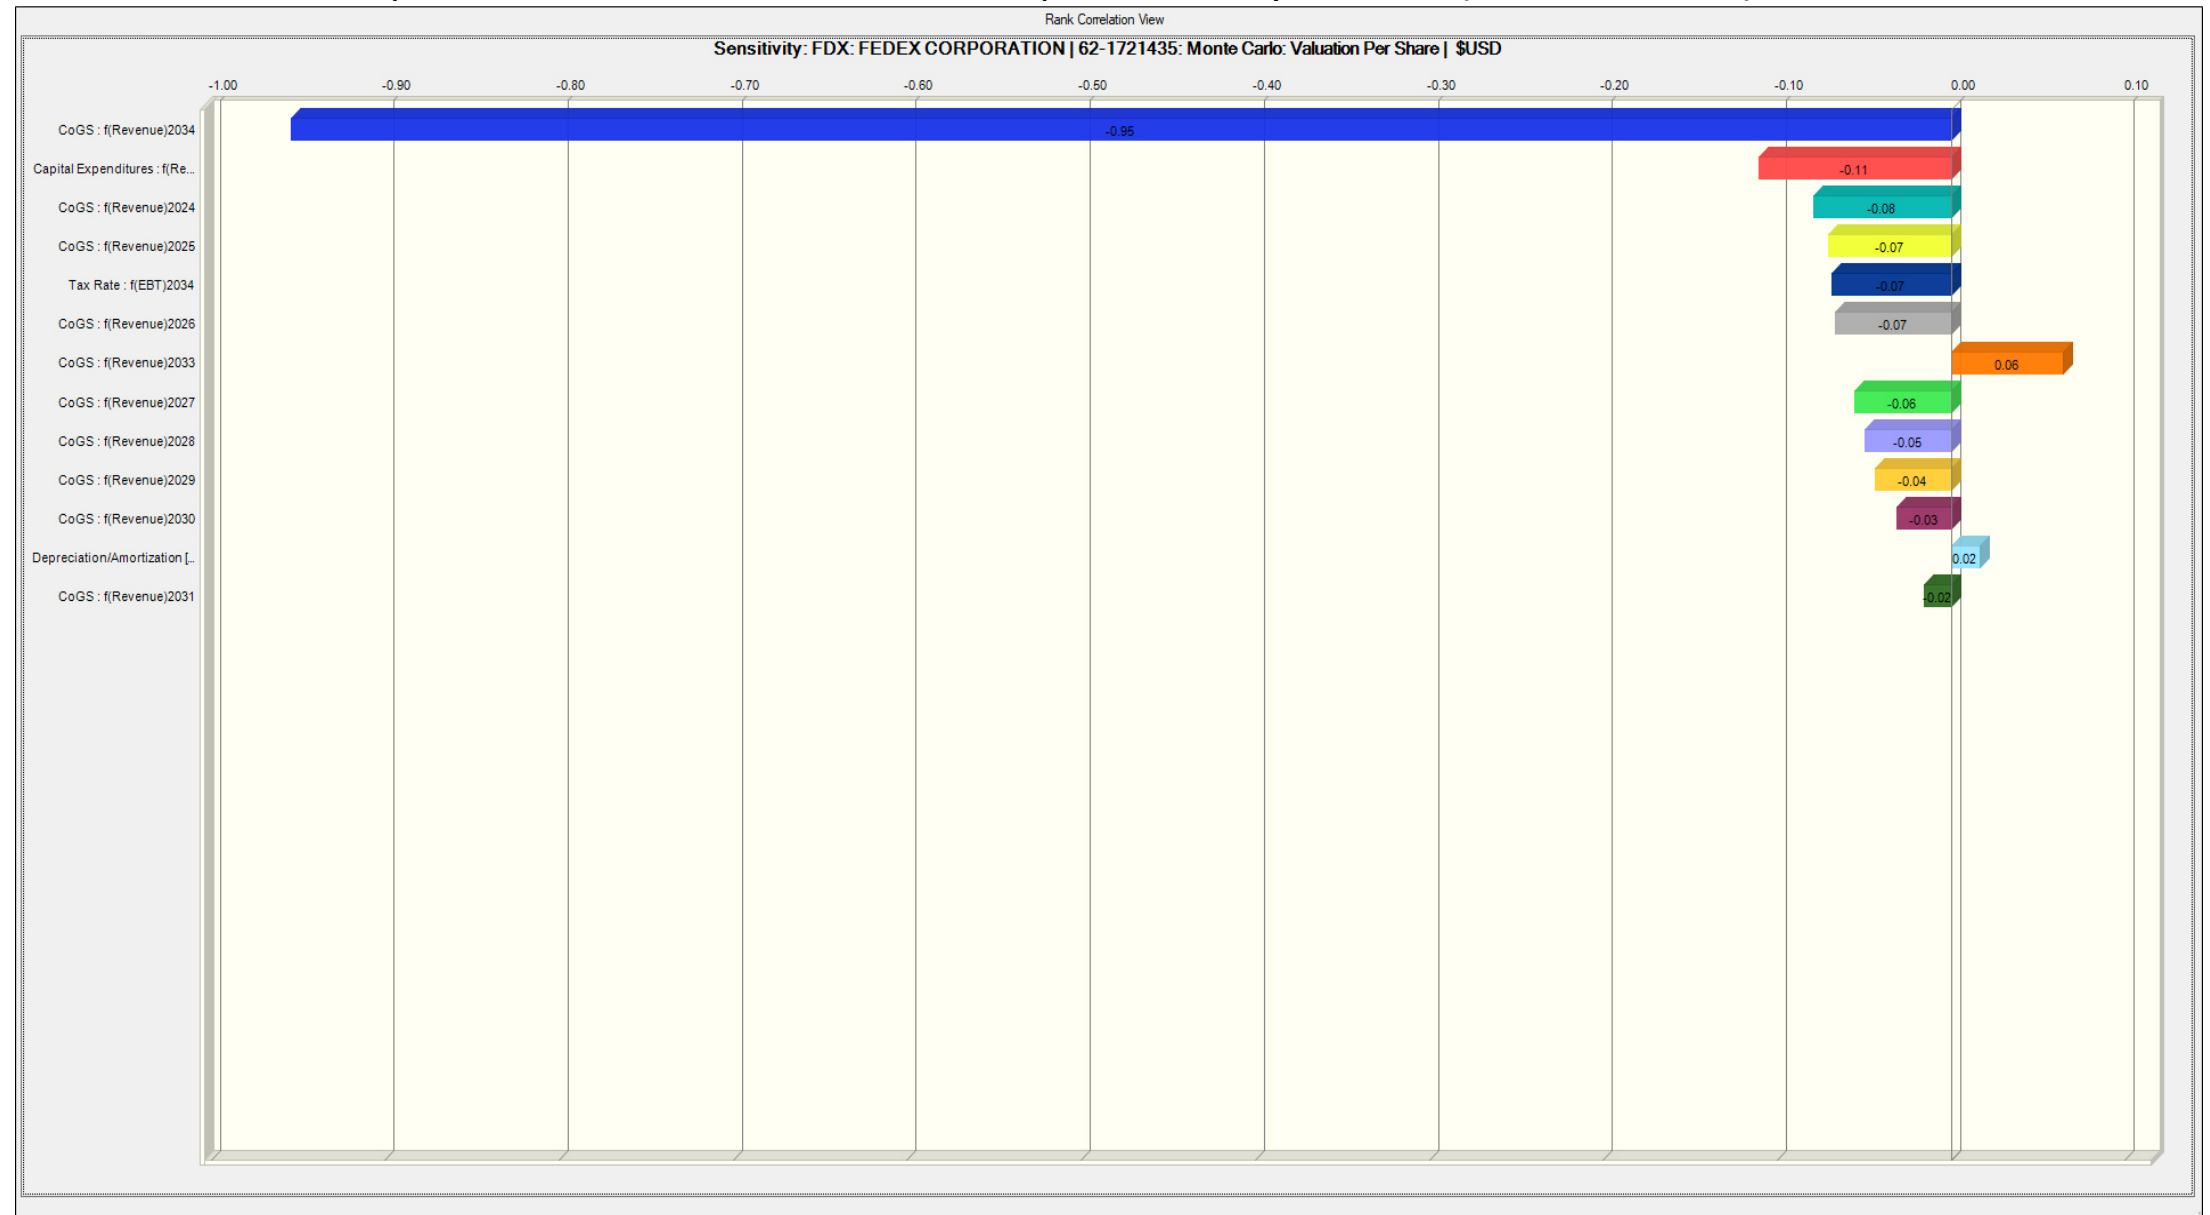 Rank Correlation View
Sensitivity: FDX: FEDEX CORPORATION | 62-1721435: Monte Carlo: Valuation Per Share | $USD
-1.00 -0.90 -0.80 -0.70 -0.60 -0.50 -0.40 -0.30 -0.20 -0.10 0.00 0.10
CoGS : f(Revenue)2034 -0.95
Capital Expenditures : f(Re... -0.11
CoGS : f(Revenue)2024 -0.08
CoGS : f(Revenue)2025 -0.07
Tax Rate : f(EBT)2034 -0.07
CoGS : f(Revenue)2026 -0.07
CoGS : f(Revenue)2033 0.06
CoGS : f(Revenue)2027 -0.06
CoGS : f(Revenue)2028 -0.05
CoGS : f(Revenue)2029 -0.04
CoGS : f(Revenue)2030 -0.03
Depreciation/Amortization [... 0.02
CoGS : f(Revenue)2031 -0.02